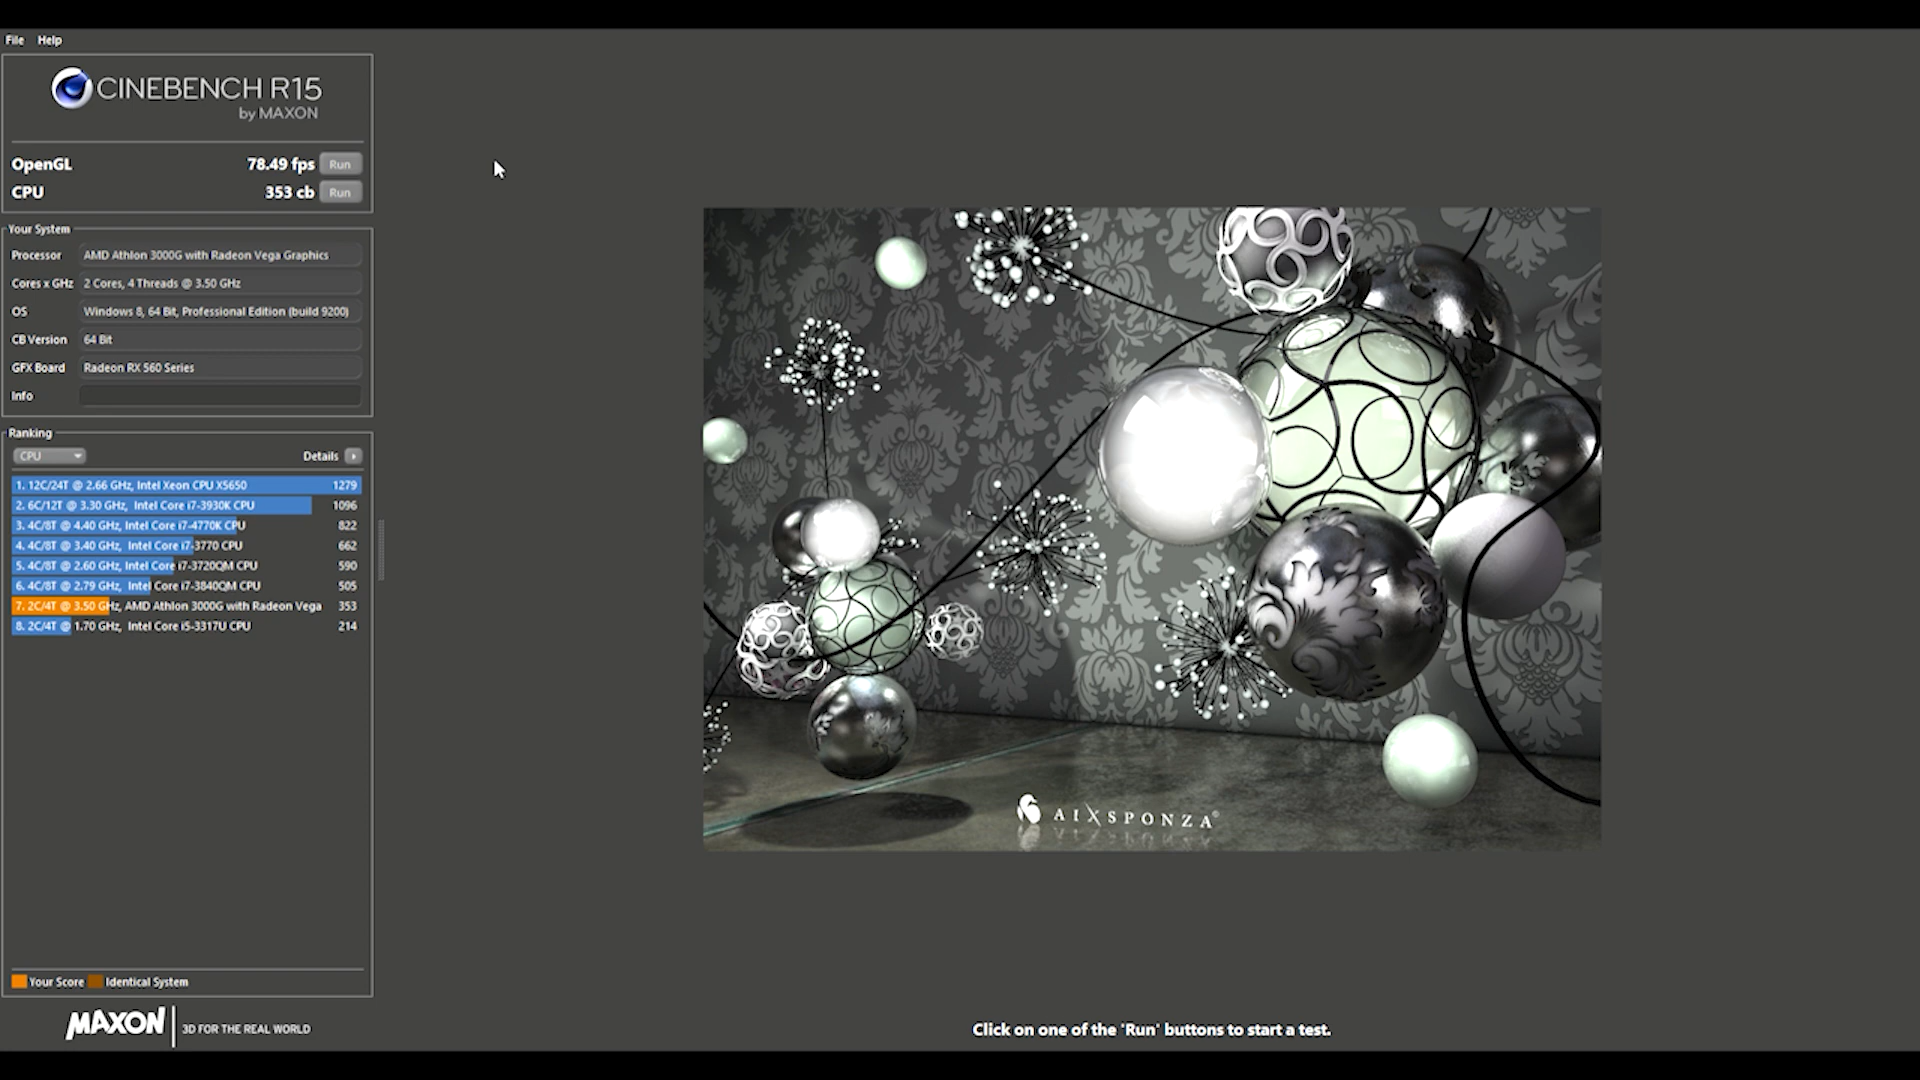 File Help
CINEBENCH R15
by MAXON
OpenGL 78.49 fps Run
CPU 353 cb Run
Your System
Processor AMD Athlon 3000G with Radeon Vega Graphics
Cores x GHz 2 Cores, 4 Threads @ 3.50 GHz
OS Windows 8, 64 Bit, Professional Edition (build 9200)
CB Version 64 Bit
GFX Board Radeon RX 560 Series
Info
Ranking
CPU Details
1. 12C/24T @ 2.66 GHz, Intel Xeon CPU X5650 1279
2. 6C/12T @ 3.30 GHz, Intel Core i7-3930K CPU 1096
3. 4C/8T @ 4.40 GHz, Intel Core i7-4770K CPU 822
4. 4C/8T @ 3.40 GHz, Intel Core i7-3770 CPU 662
5. 4C/8T @ 2.60 GHz, Intel Core i7-3720QM CPU 590
6. 4C/8T @ 2.79 GHz, Intel Core i7-3840QM CPU 505
7. 2C/4T @ 3.50 GHz, AMD Athlon 3000G with Radeon Vega 353
8. 2C/4T @ 1.70 GHz, Intel Core i5-3317U CPU 214
Your Score Identical System
MAXON 3D FOR THE REAL WORLD
AIXSPONZA®
Click on one of the 'Run' buttons to start a test.